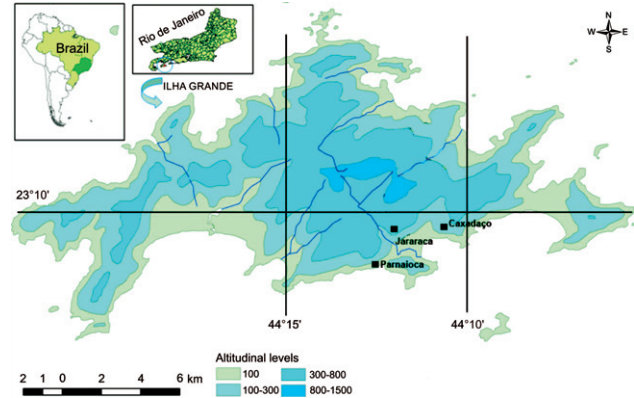 Brazil
Rio de Janeiro
ILHA GRANDE
N
W E
S
23°10'
Caxadaço
Jararaca
Parnaioca
44°15'
44°10'
Altitudinal levels
100
300-800
100-300
800-1500
2 1 0 2 4 6 km